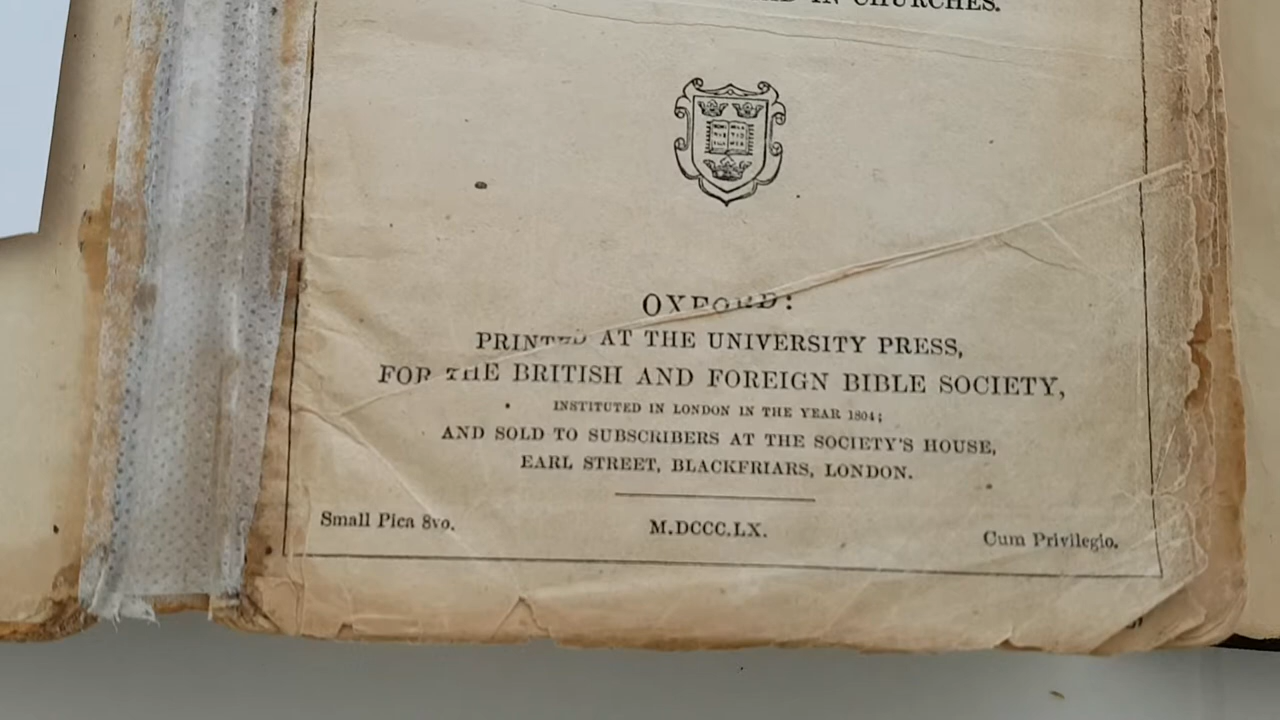 IN CHURCHES.
OXFORD:
PRINTED AT THE UNIVERSITY PRESS,
FOR THE BRITISH AND FOREIGN BIBLE SOCIETY,
INSTITUTED IN LONDON IN THE YEAR 1804;
AND SOLD TO SUBSCRIBERS AT THE SOCIETY'S HOUSE,
EARL STREET, BLACKFRIARS, LONDON.
Small Pica 8vo.
M.DCCC.LX.
Cum Privilegio.